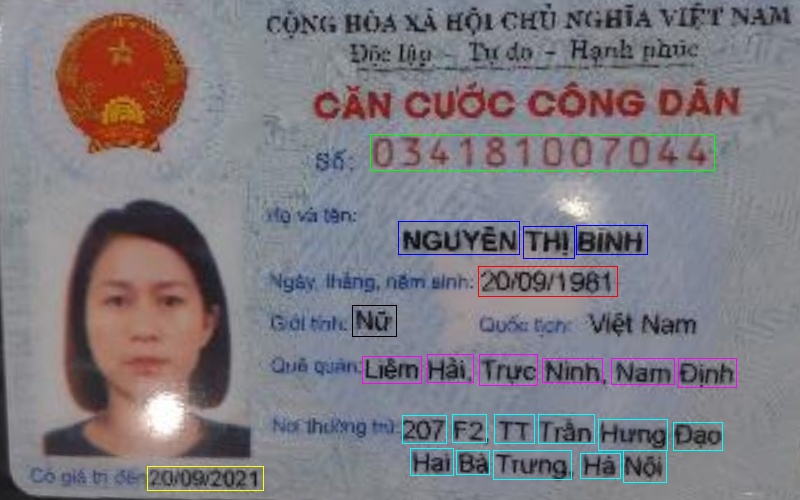 CỘNG HÒA XÃ HỘI CHỦ NGHĨA VIỆT NAM
Độc lập - Tự do - Hạnh phúc
CĂN CƯỚC CÔNG DÂN
Số: 034181007044
Họ và tên:
NGUYỄN THỊ BÌNH
Ngày, tháng, năm sinh: 20/09/1981
Giới tính: Nữ Quốc tịch: Việt Nam
Quê quán: Liêm Hải, Trực Ninh, Nam Định
Nơi thường trú: 207 F2, TT Trần Hưng Đạo
Hai Bà Trưng, Hà Nội
Có giá trị đến 20/09/2021